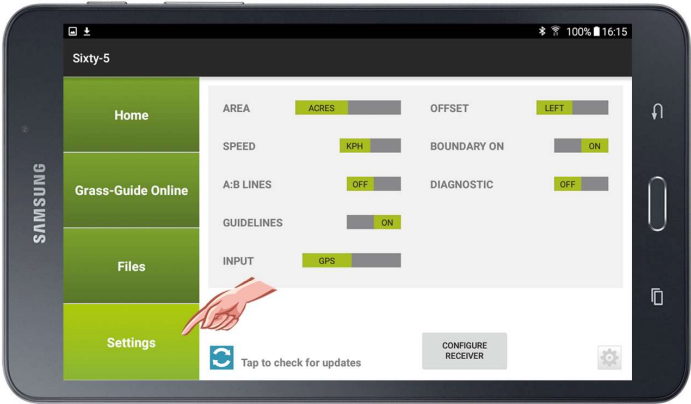 SAMSUNG
100% 16:15
Sixty-5
Home
Grass-Guide Online
Files
Settings
AREA ACRES
SPEED KPH
A:B LINES OFF
GUIDELINES ON
INPUT GPS
OFFSET LEFT
BOUNDARY ON ON
DIAGNOSTIC OFF
Tap to check for updates
CONFIGURE
RECEIVER